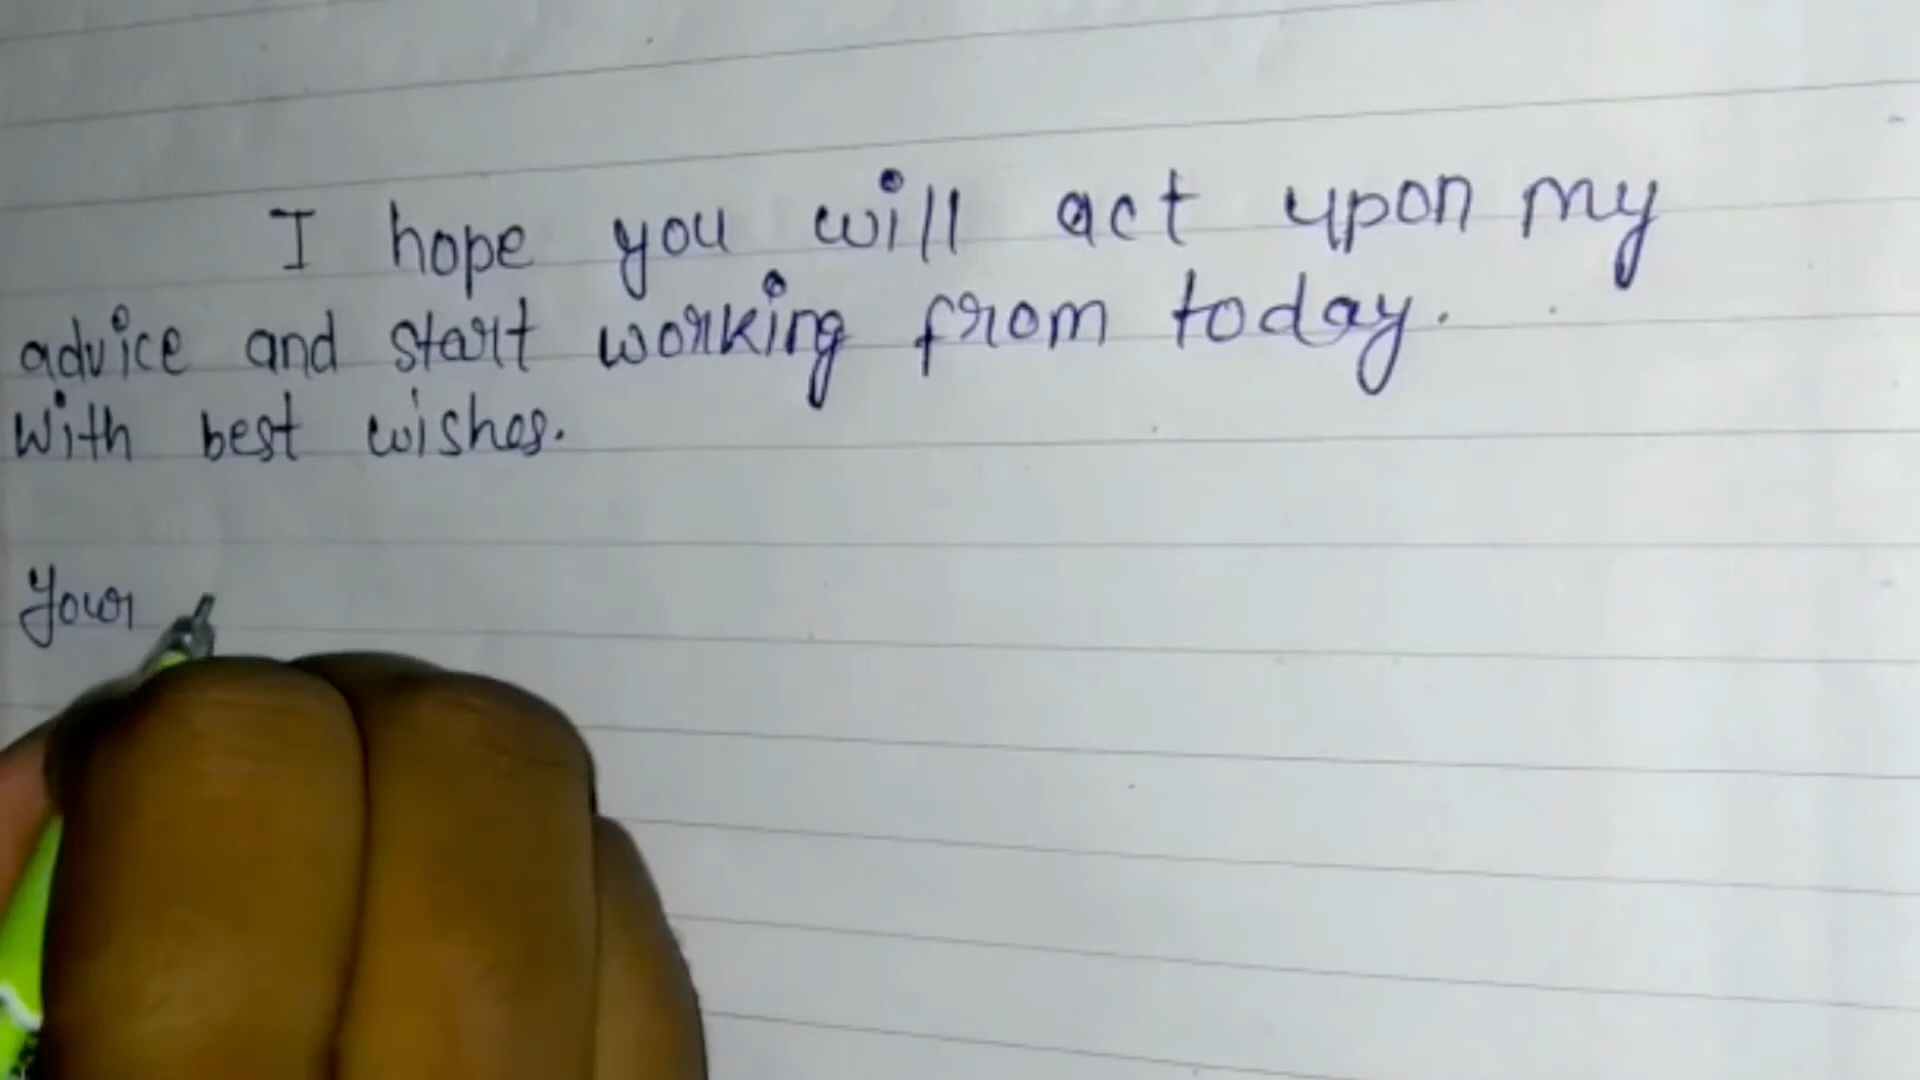 I hope you will act upon my
advice and start working from today.
With best wishes.
Your